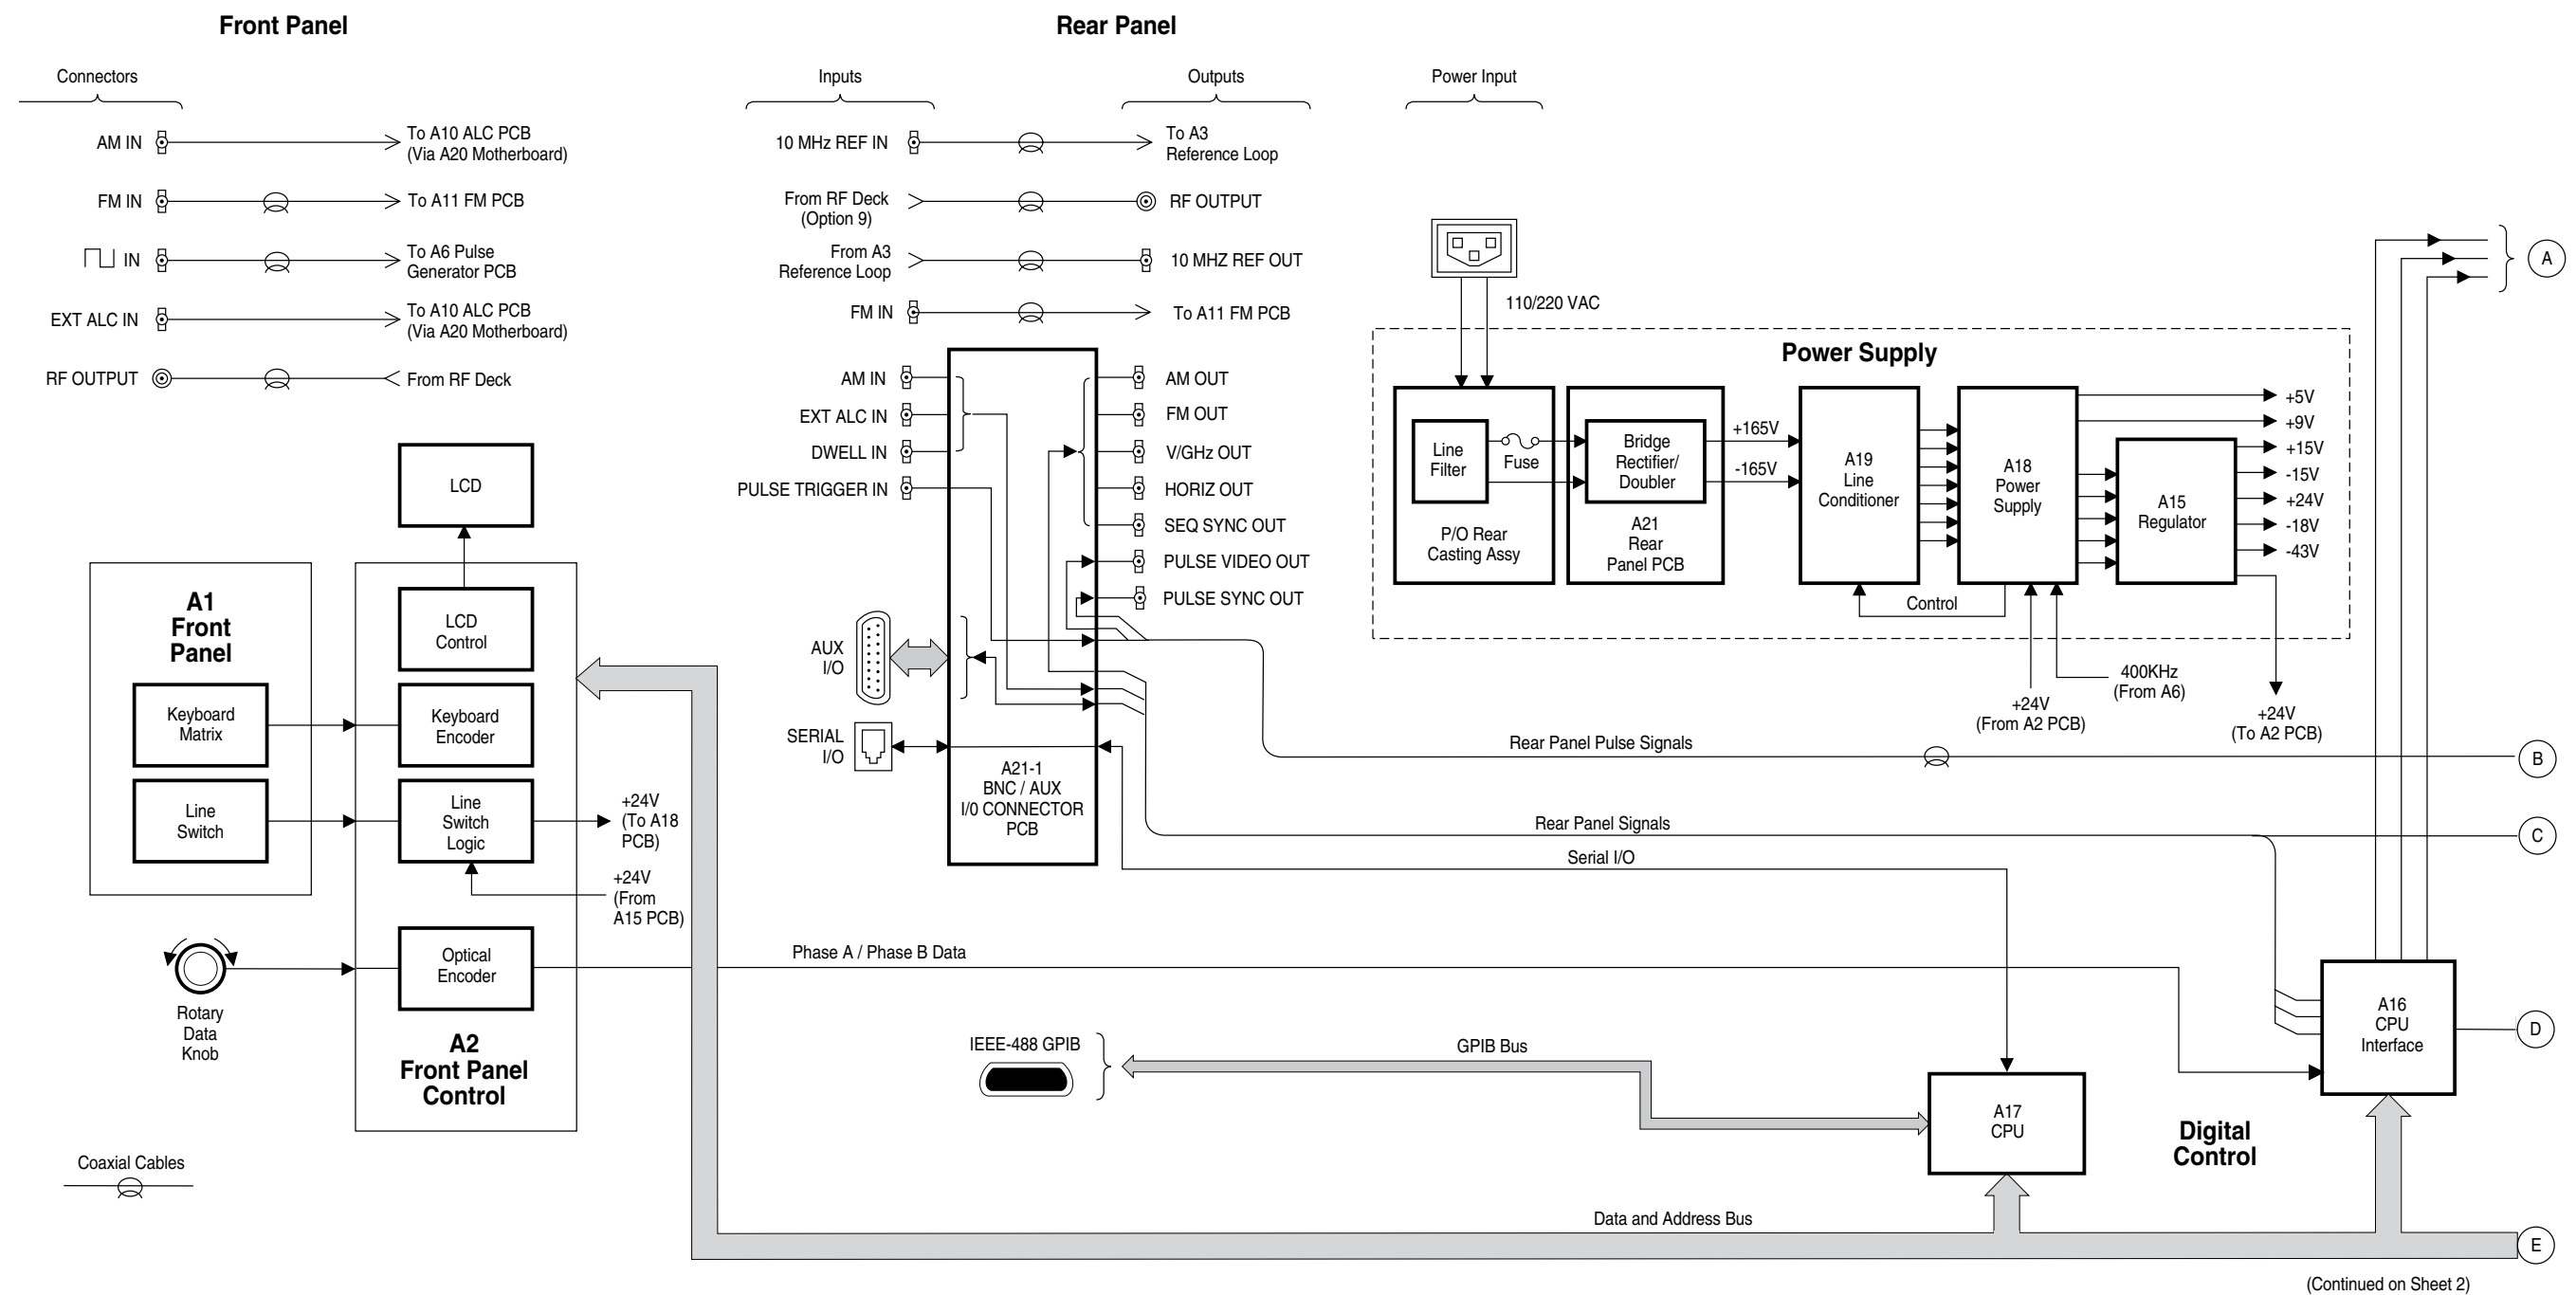 Front Panel
Connectors
AM IN
To A10 ALC PCB
(Via A20 Motherboard)
FM IN
To A11 FM PCB
IN
To A6 Pulse
Generator PCB
EXT ALC IN
To A10 ALC PCB
(Via A20 Motherboard)
RF OUTPUT
From RF Deck
LCD
A1
Front
Panel
LCD
Control
Keyboard
Matrix
Keyboard
Encoder
Line
Switch
Line
Switch
Logic
+24V
(To A18
PCB)
+24V
(From
A15 PCB)
Optical
Encoder
Rotary
Data
Knob
A2
Front Panel
Control
Coaxial Cables
Rear Panel
Inputs
Outputs
10 MHz REF IN
To A3
Reference Loop
From RF Deck
(Option 9)
RF OUTPUT
From A3
Reference Loop
10 MHZ REF OUT
FM IN
To A11 FM PCB
AM IN
EXT ALC IN
DWELL IN
PULSE TRIGGER IN
AM OUT
FM OUT
V/GHz OUT
HORIZ OUT
SEQ SYNC OUT
PULSE VIDEO OUT
PULSE SYNC OUT
AUX
I/O
SERIAL
I/O
A21-1
BNC / AUX
I/0 CONNECTOR
PCB
Power Input
110/220 VAC
Power Supply
Line
Filter
Fuse
P/O Rear
Casting Assy
Bridge
Rectifier/
Doubler
A21
Rear
Panel PCB
+165V
-165V
A19
Line
Conditioner
A18
Power
Supply
A15
Regulator
+5V
+9V
+15V
-15V
+24V
-18V
-43V
Control
+24V
(From A2 PCB)
400KHz
(From A6)
+24V
(To A2 PCB)
Rear Panel Pulse Signals
Rear Panel Signals
Serial I/O
Phase A / Phase B Data
IEEE-488 GPIB
GPIB Bus
A17
CPU
Digital
Control
A16
CPU
Interface
Data and Address Bus
A
B
C
D
E
(Continued on Sheet 2)